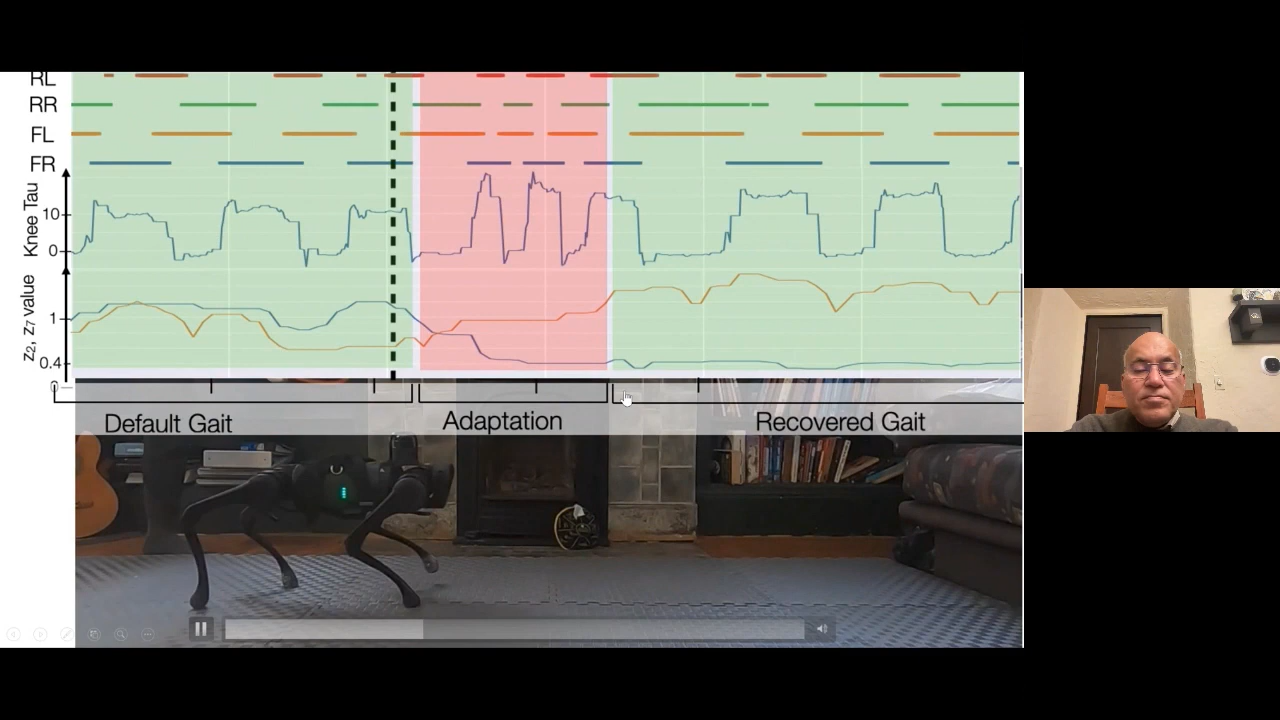 RL
RR
FL
FR
Knee Tau
10
0
z2, z7 value
1
0.4
0
Default Gait
Adaptation
Recovered Gait